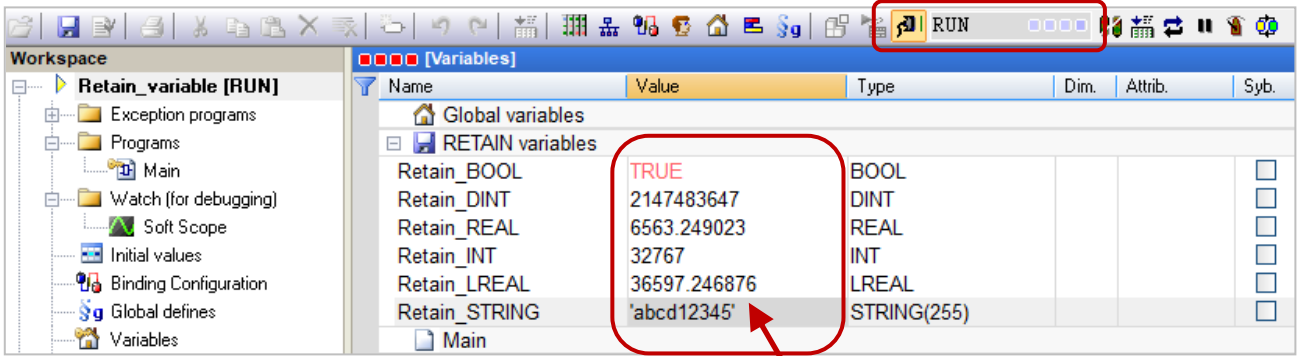 RUN
Workspace
[Variables]
Retain_variable [RUN]
Name Value Type Dim. Attrib. Syb.
Exception programs
Global variables
Programs
RETAIN variables
Main
Retain_BOOL TRUE BOOL
Watch (for debugging)
Retain_DINT 2147483647 DINT
Soft Scope
Retain_REAL 6563.249023 REAL
Initial values
Retain_INT 32767 INT
Binding Configuration
Retain_LREAL 36597.246876 LREAL
Global defines
Retain_STRING 'abcd12345' STRING(255)
Variables
Main